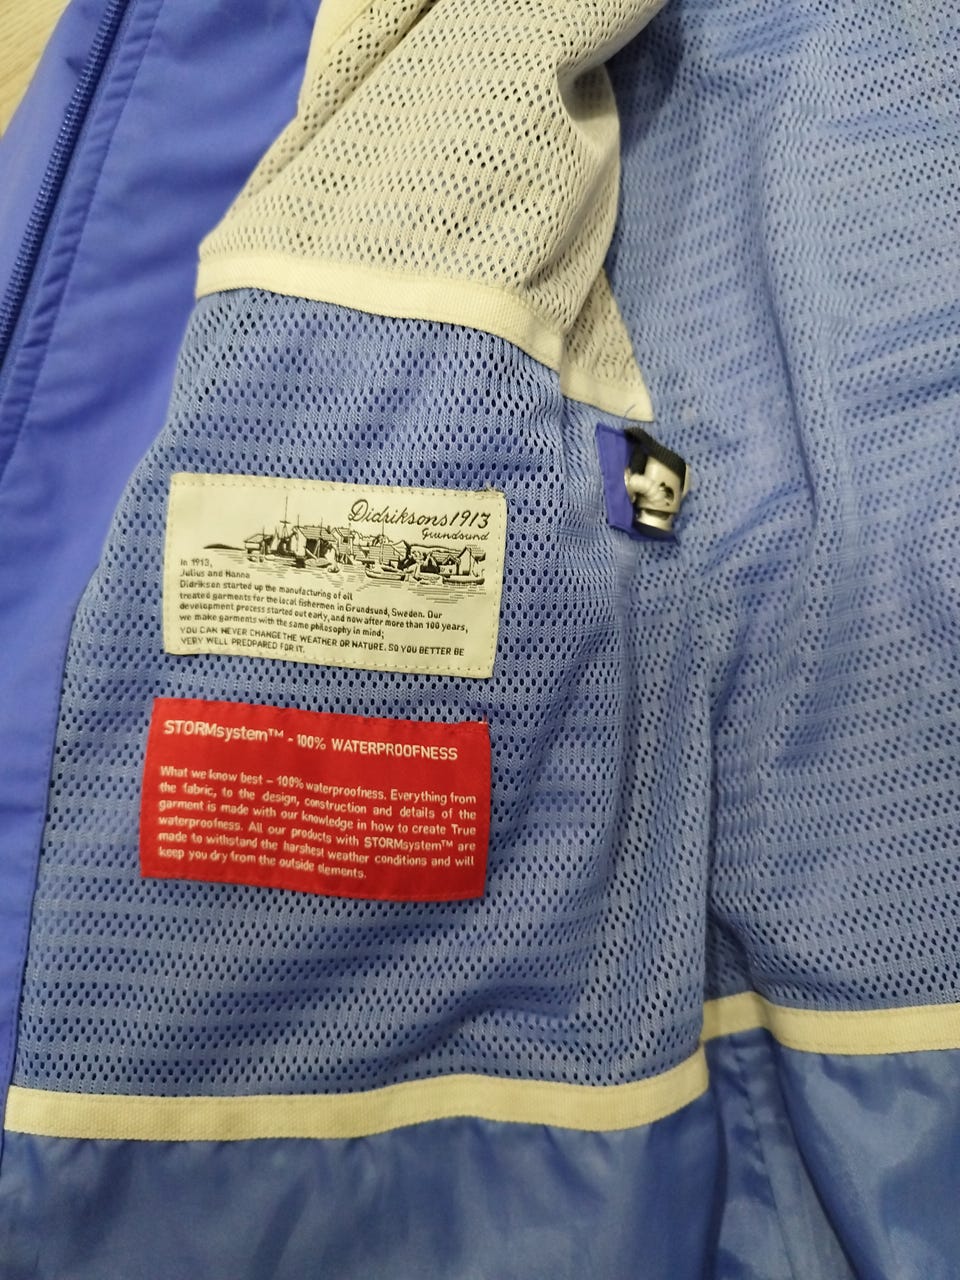 Didriksons1913
Grundsund
In 1913,
Julius and Hanna
Didrikson started up the manufacturing of oil
treated garments for the local fishermen in Grundsund, Sweden. Our
development process started out early, and now after more than 100 years,
we make garments with the same philosophy in mind;
YOU CAN NEVER CHANGE THE WEATHER OR NATURE. SO YOU BETTER BE
VERY WELL PREDPARED FOR IT.
STORMsystem™ - 100% WATERPROOFNESS
What we know best – 100% waterproofness. Everything from
the fabric, to the design, construction and details of the
garment is made with our knowledge in how to create True
waterproofness. All our products with STORMsystem™ are
made to withstand the harshest weather conditions and will
keep you dry from the outside elements.